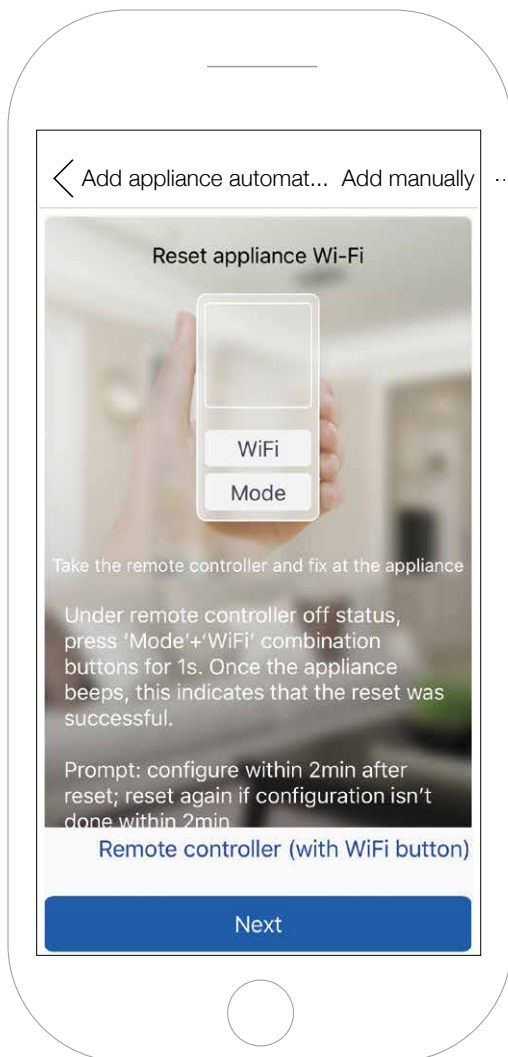 Add appliance automat... Add manually ...
Reset appliance Wi-Fi
WiFi
Mode
Take the remote controller and fix at the appliance
Under remote controller off status,
press ‘Mode’+‘WiFi’ combination
buttons for 1s. Once the appliance
beeps, this indicates that the reset was
successful.
Prompt: configure within 2min after
reset; reset again if configuration isn’t
done within 2min
Remote controller (with WiFi button)
Next